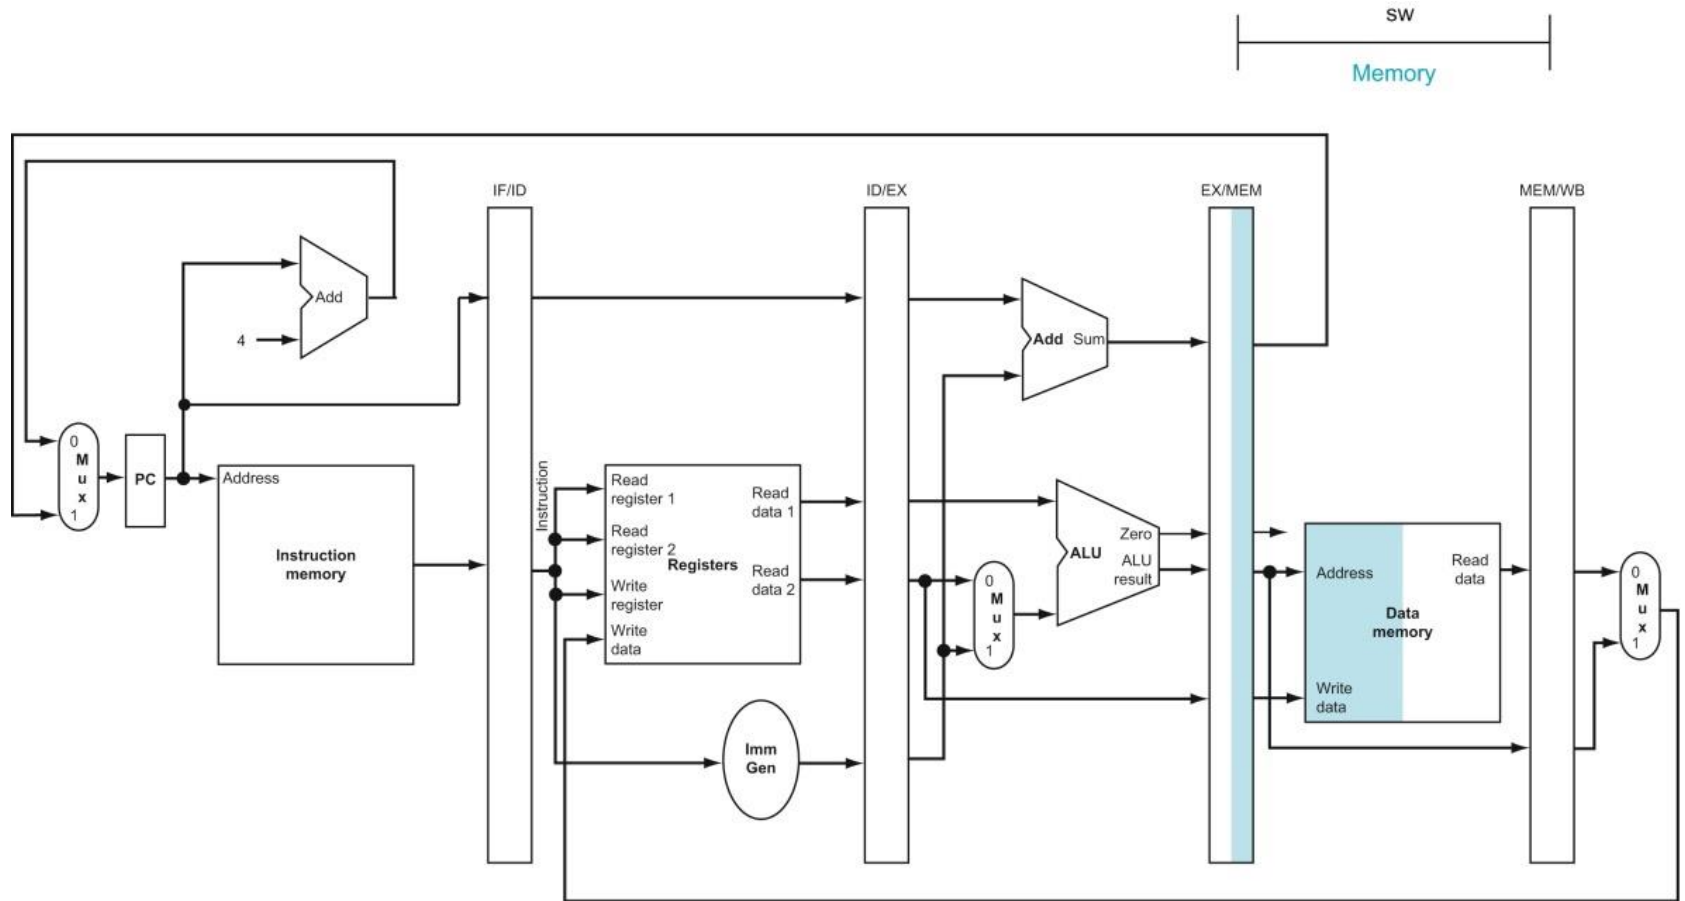 SW
Memory
IF/ID
ID/EX
EX/MEM
MEM/WB
Add
4
Add Sum
0
M
u
x
1
PC
Address
Instruction
memory
Instruction
Read
register 1
Read
register 2
Registers
Write
register
Write
data
Read
data 1
Read
data 2
Imm
Gen
0
M
u
x
1
Zero
ALU
ALU
result
Address
Read
data
Data
memory
Write
data
0
M
u
x
1